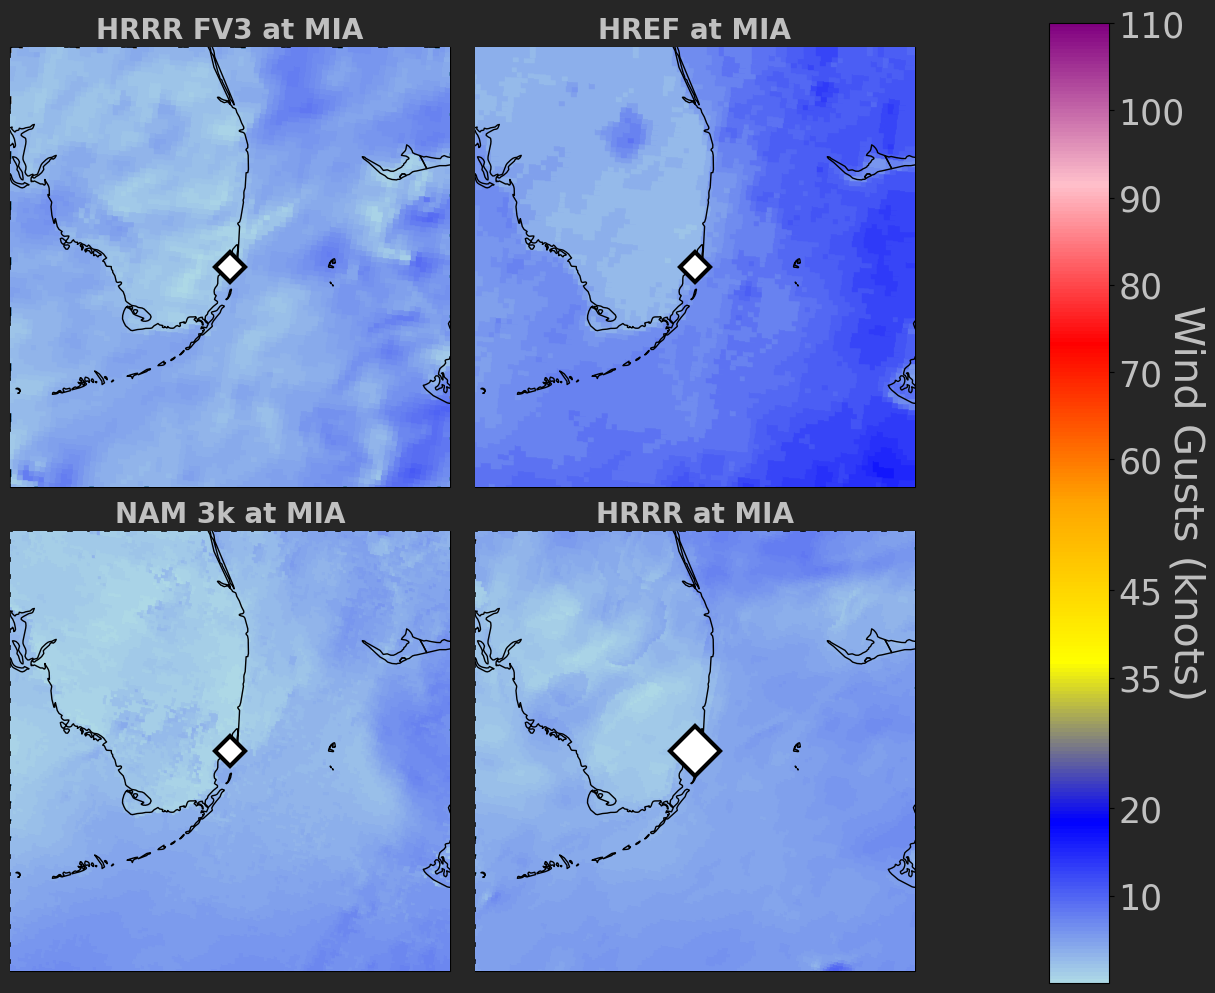 HRRR FV3 at MIA
HREF at MIA
NAM 3k at MIA
HRRR at MIA
110
100
90
80
70
60
45
35
20
10
Wind Gusts (knots)